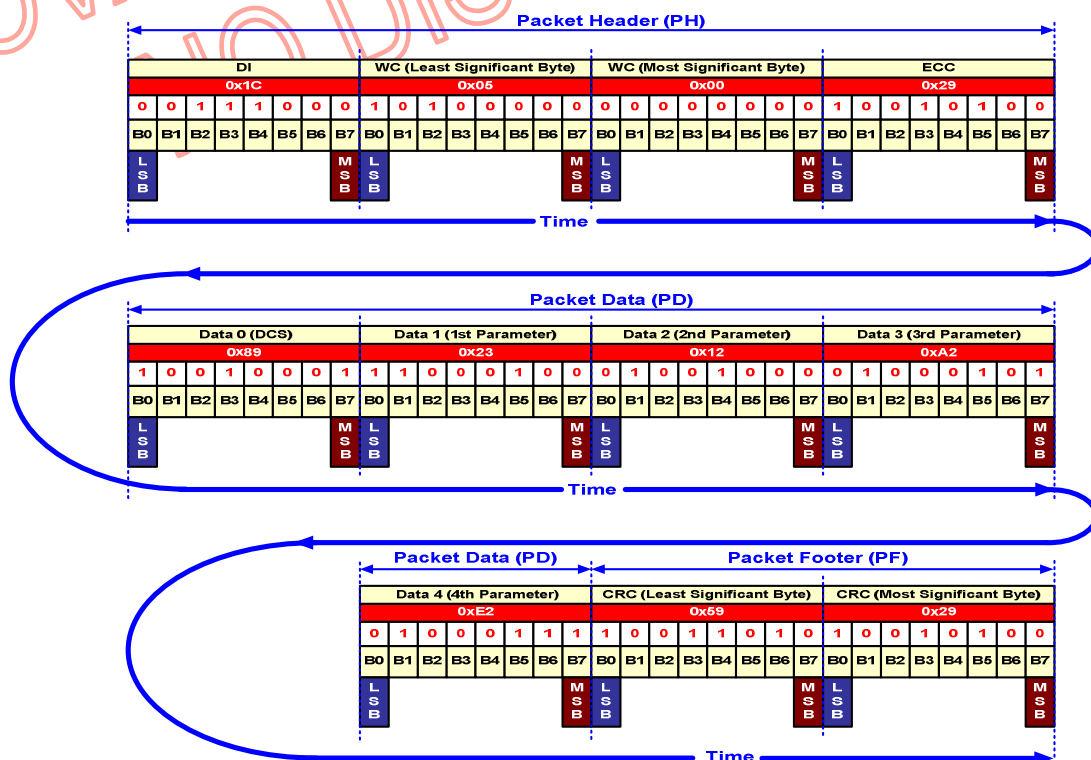 Packet Header (PH)
DI WC (Least Significant Byte) WC (Most Significant Byte) ECC
0x1C 0x05 0x00 0x29
0 0 1 1 1 0 0 0 1 0 1 0 0 0 0 0 0 0 0 0 0 0 0 0 1 0 0 1 0 1 0 0
B0 B1 B2 B3 B4 B5 B6 B7 B0 B1 B2 B3 B4 B5 B6 B7 B0 B1 B2 B3 B4 B5 B6 B7 B0 B1 B2 B3 B4 B5 B6 B7
LSB MSB LSB MSB LSB MSB LSB MSB
Time
Packet Data (PD)
Data 0 (DCS) Data 1 (1st Parameter) Data 2 (2nd Parameter) Data 3 (3rd Parameter)
0x89 0x23 0x12 0xA2
1 0 0 1 0 0 0 1 1 1 0 0 0 1 0 0 0 1 0 0 1 0 0 0 0 1 0 0 0 1 0 1
B0 B1 B2 B3 B4 B5 B6 B7 B0 B1 B2 B3 B4 B5 B6 B7 B0 B1 B2 B3 B4 B5 B6 B7 B0 B1 B2 B3 B4 B5 B6 B7
LSB MSB LSB MSB LSB MSB LSB MSB
Time
Packet Data (PD) Packet Footer (PF)
Data 4 (4th Parameter) CRC (Least Significant Byte) CRC (Most Significant Byte)
0xE2 0x59 0x29
0 1 0 0 0 1 1 1 1 0 0 1 1 0 1 0 1 0 0 1 0 1 0 0
B0 B1 B2 B3 B4 B5 B6 B7 B0 B1 B2 B3 B4 B5 B6 B7 B0 B1 B2 B3 B4 B5 B6 B7
LSB MSB LSB MSB LSB MSB
Time